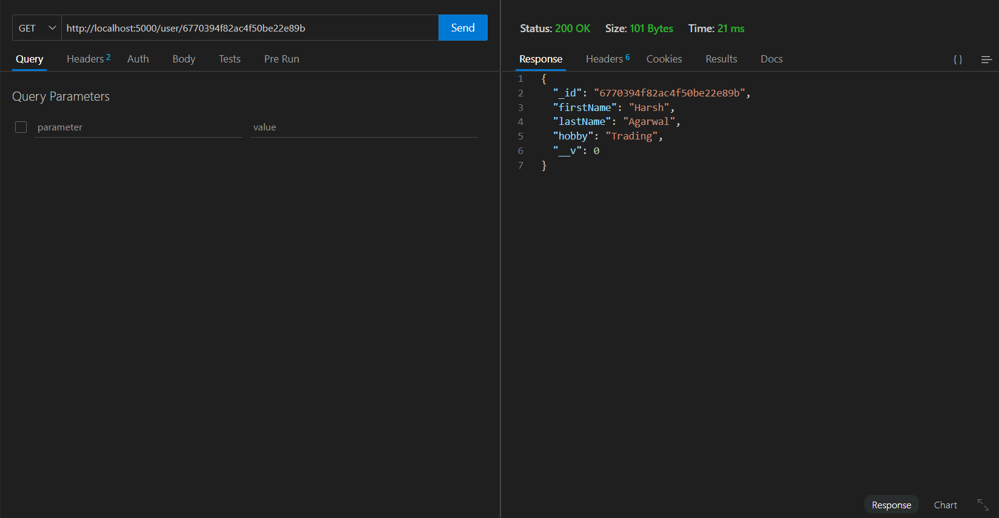 GET http://localhost:5000/user/6770394f82ac4f50be22e89b Send
Query Headers 2 Auth Body Tests Pre Run
Query Parameters
parameter value
Status: 200 OK Size: 101 Bytes Time: 21 ms
Response Headers 6 Cookies Results Docs {}
1 {
2 "_id": "6770394f82ac4f50be22e89b",
3 "firstName": "Harsh",
4 "lastName": "Agarwal",
5 "hobby": "Trading",
6 "__v": 0
7 }
Response Chart